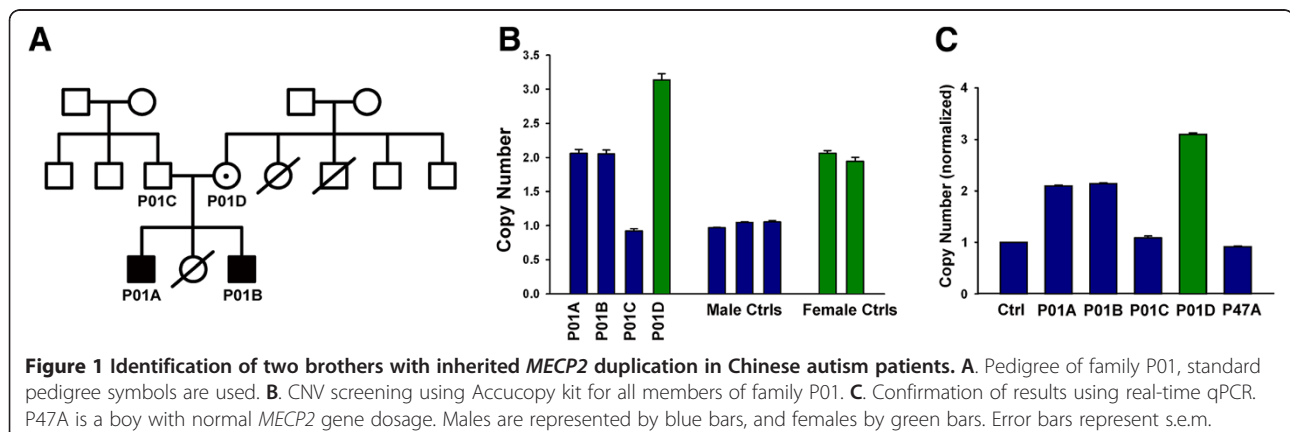 A
P01C P01D
P01A P01B
B
Copy Number
3.5
3.0
2.5
2.0
1.5
1.0
0.5
0.0
P01A
P01B
P01C
P01D
Male Ctrls
Female Ctrls
C
Copy Number (normalized)
4
3
2
1
0
Ctrl P01A P01B P01C P01D P47A
Figure 1 Identification of two brothers with inherited MECP2 duplication in Chinese autism patients. A. Pedigree of family P01, standard
pedigree symbols are used. B. CNV screening using Accucopy kit for all members of family P01. C. Confirmation of results using real-time qPCR.
P47A is a boy with normal MECP2 gene dosage. Males are represented by blue bars, and females by green bars. Error bars represent s.e.m.